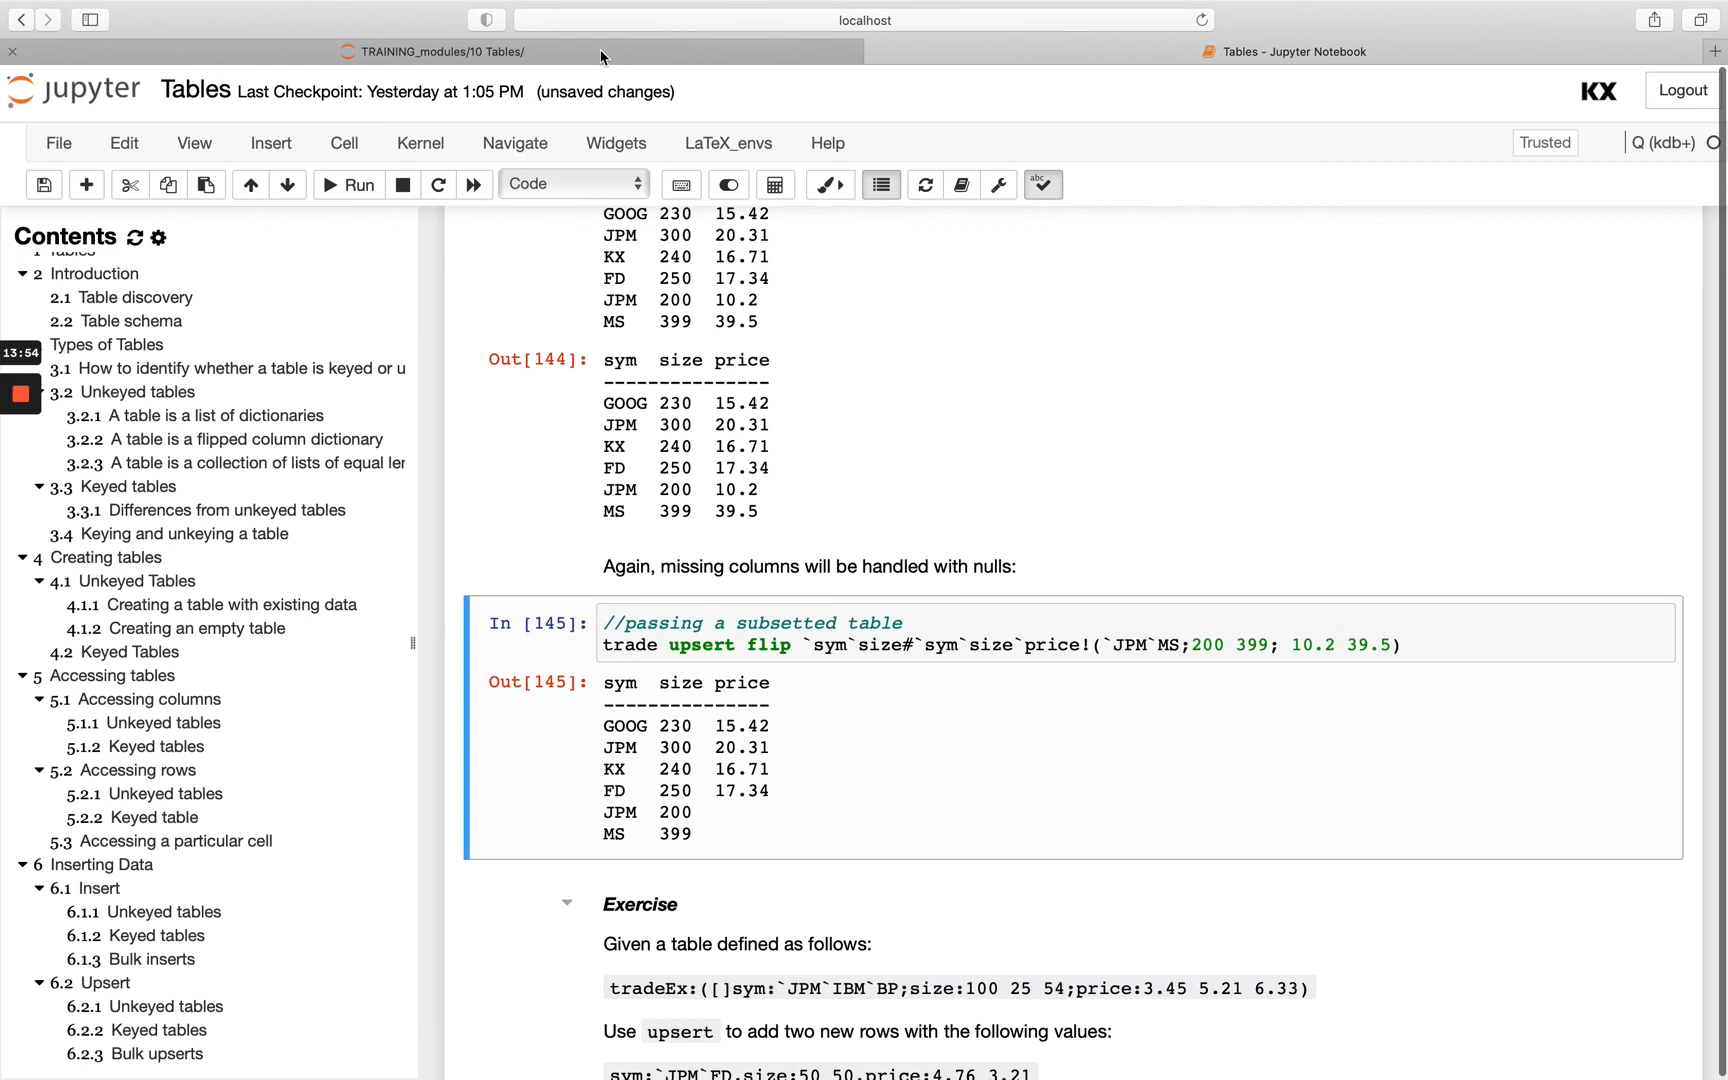 localhost
TRAINING_modules/10 Tables/
Tables - Jupyter Notebook
jupyter Tables Last Checkpoint: Yesterday at 1:05 PM (unsaved changes)
KX
Logout
File Edit View Insert Cell Kernel Navigate Widgets LaTeX_envs Help
Trusted
Q (kdb+)
Run
Code
abc
Contents
1 Tables
2 Introduction
2.1 Table discovery
2.2 Table schema
Types of Tables
13:54
3.1 How to identify whether a table is keyed or u
3.2 Unkeyed tables
3.2.1 A table is a list of dictionaries
3.2.2 A table is a flipped column dictionary
3.2.3 A table is a collection of lists of equal ler
3.3 Keyed tables
3.3.1 Differences from unkeyed tables
3.4 Keying and unkeying a table
4 Creating tables
4.1 Unkeyed Tables
4.1.1 Creating a table with existing data
4.1.2 Creating an empty table
4.2 Keyed Tables
5 Accessing tables
5.1 Accessing columns
5.1.1 Unkeyed tables
5.1.2 Keyed tables
5.2 Accessing rows
5.2.1 Unkeyed tables
5.2.2 Keyed table
5.3 Accessing a particular cell
6 Inserting Data
6.1 Insert
6.1.1 Unkeyed tables
6.1.2 Keyed tables
6.1.3 Bulk inserts
6.2 Upsert
6.2.1 Unkeyed tables
6.2.2 Keyed tables
6.2.3 Bulk upserts
GOOG 230 15.42
JPM 300 20.31
KX 240 16.71
FD 250 17.34
JPM 200 10.2
MS 399 39.5
Out[144]: sym size price
---------------
GOOG 230 15.42
JPM 300 20.31
KX 240 16.71
FD 250 17.34
JPM 200 10.2
MS 399 39.5
Again, missing columns will be handled with nulls:
In [145]: //passing a subsetted table
trade upsert flip `sym`size#`sym`size`price!(`JPM`MS;200 399; 10.2 39.5)
Out[145]: sym size price
---------------
GOOG 230 15.42
JPM 300 20.31
KX 240 16.71
FD 250 17.34
JPM 200
MS 399
Exercise
Given a table defined as follows:
tradeEx:([]sym:`JPM`IBM`BP;size:100 25 54;price:3.45 5.21 6.33)
Use upsert to add two new rows with the following values:
sym:`JPM`FD,size:50 50,price:4.76 3.21